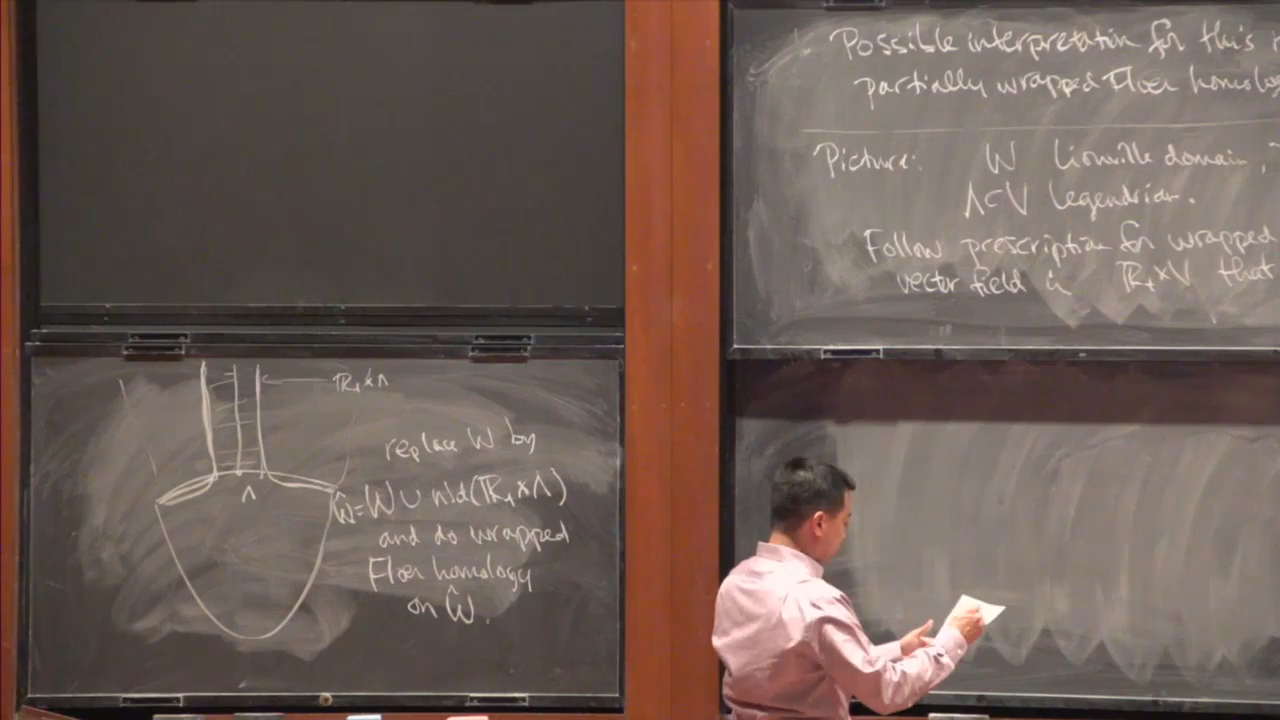 ℝ₊×Λ
Λ
replace W by
Ŵ=W ∪ nbd(ℝ₊×Λ)
and do wrapped
Floer homology
on Ŵ.
Possible interpretation for this
partially wrapped Floer homolog
Picture: W Liouville domain,
Λ⊂V Legendrian.
Follow prescription for wrapped
vector field in ℝ₊×V that